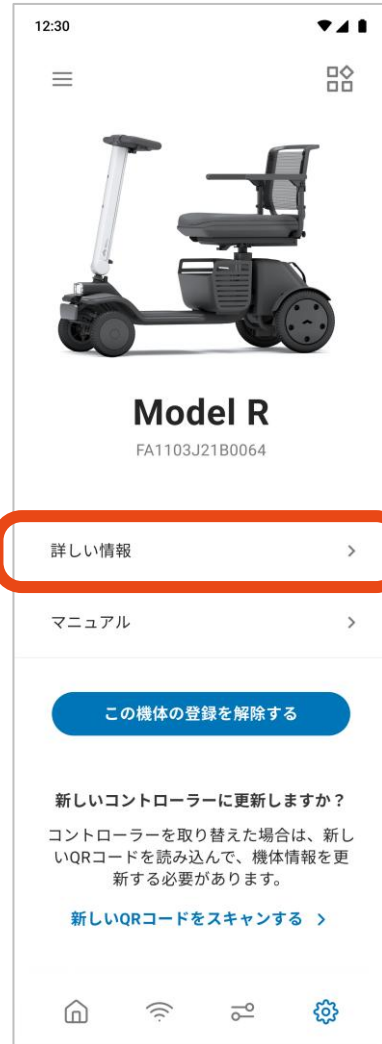 12:30
Model R
FA1103J21B0064
詳しい情報
マニュアル
この機体の登録を解除する
新しいコントローラーに更新しますか？
コントローラーを取り替えた場合は、新し
いQRコードを読み込んで、機体情報を更
新する必要があります。
新しいQRコードをスキャンする